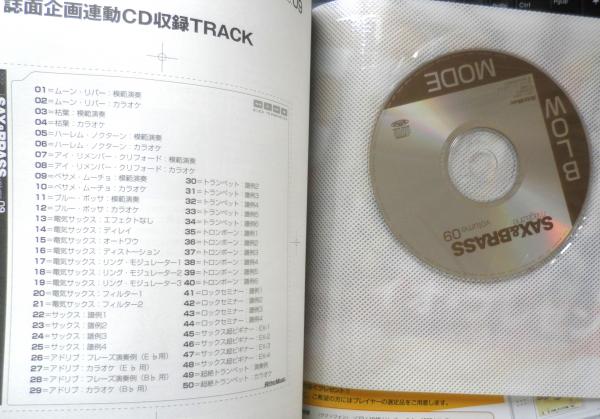 .09
誌面企画連動CD収録TRACK
01=ムーン・リバー:模範演奏
02=ムーン・リバー:カラオケ
03=枯葉:模範演奏
04=枯葉:カラオケ
05=ハーレム・ノクターン:模範演奏
06=ハーレム・ノクターン:カラオケ
07=アイ・リメンバー・クリフォード:模範演奏
08=アイ・リメンバー・クリフォード:カラオケ
09=ベサメ・ムーチョ:模範演奏
10=ベサメ・ムーチョ:カラオケ
11=ブルー・ボッサ:模範演奏
12=ブルー・ボッサ:カラオケ
13=電気サックス:エフェクトなし
14=電気サックス:ディレイ
15=電気サックス:オートワウ
16=電気サックス:ディストーション
17=電気サックス:リング・モジュレーター1
18=電気サックス:リング・モジュレーター2
19=電気サックス:リング・モジュレーター3
20=電気サックス:フィルター1
21=電気サックス:フィルター2
22=サックス:譜例1
23=サックス:譜例2
24=サックス:譜例3
25=サックス:譜例4
26=アドリブ:フレーズ演奏例(E♭用)
27=アドリブ:カラオケ(E♭用)
28=アドリブ:フレーズ演奏例(B♭用)
29=アドリブ:カラオケ(B♭用)
30=トランペット:譜例2
31=トランペット:譜例3
32=トランペット:譜例4
33=トランペット:譜例5
34=トランペット:譜例6
35=トロンボーン:譜例1
36=トロンボーン:譜例2
37=トロンボーン:譜例3
38=トロンボーン:譜例4
39=トロンボーン:譜例5
40=トロンボーン:譜例6
41=ロックセミナー:譜例1
42=ロックセミナー:譜例2
43=ロックセミナー:譜例3
44=ロックセミナー:譜例4
45=サックス超ビギナー:EX-1
46=サックス超ビギナー:EX-2
47=サックス超ビギナー:EX-3
48=サックス超ビギナー:EX-4
49=超絶トランペット:演奏例
50=超絶トランペット:カラオケ
RittorMusic
SAX&BRASS
09
BLOW
MODE
SAX&BRASS
magazine
volume 09
Ctrl
PgUp
ご希望の方にはプレイヤーの選定品をご用意します。